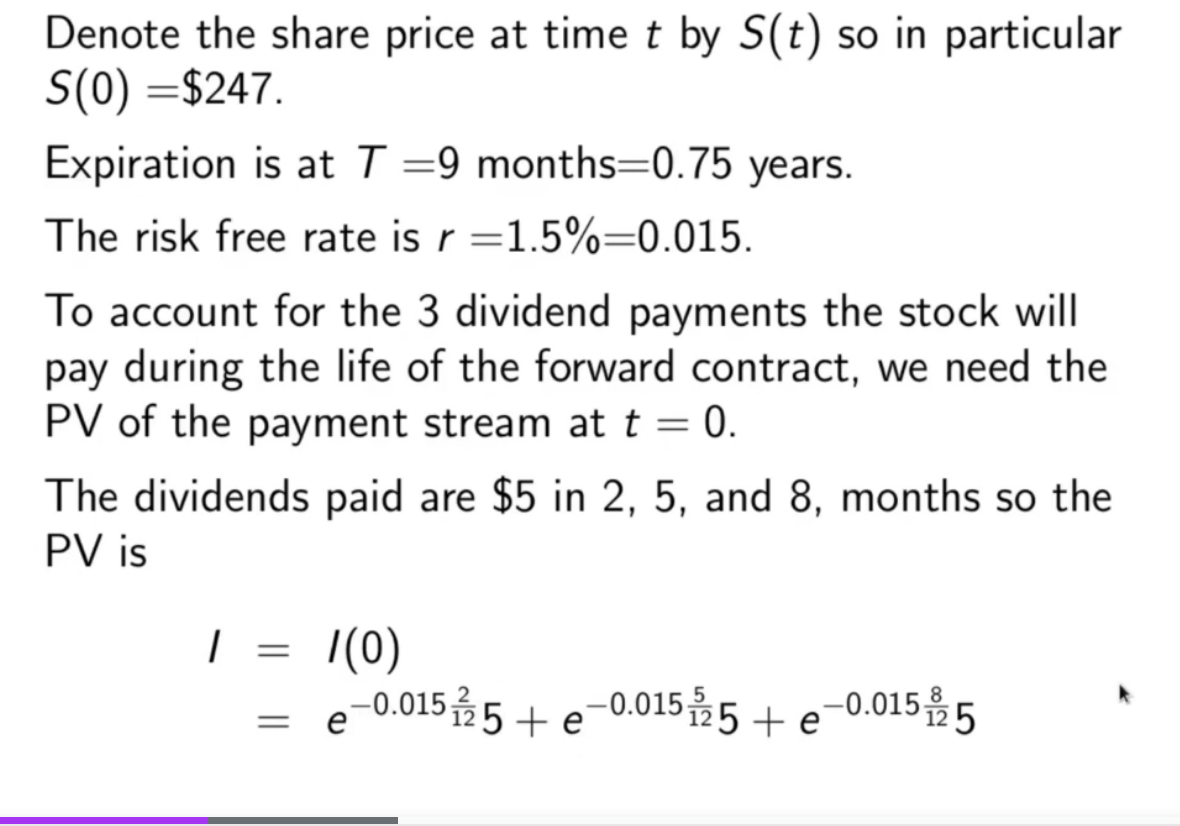 Denote the share price at time t by S(t) so in particular
S(0) =$247.
Expiration is at T =9 months=0.75 years.
The risk free rate is r =1.5%=0.015.
To account for the 3 dividend payments the stock will
pay during the life of the forward contract, we need the
PV of the payment stream at t = 0.
The dividends paid are $5 in 2, 5, and 8, months so the
PV is
I = I(0)
= e^{−0.015\frac{2}{12}}5 + e^{−0.015\frac{5}{12}}5 + e^{−0.015\frac{8}{12}}5